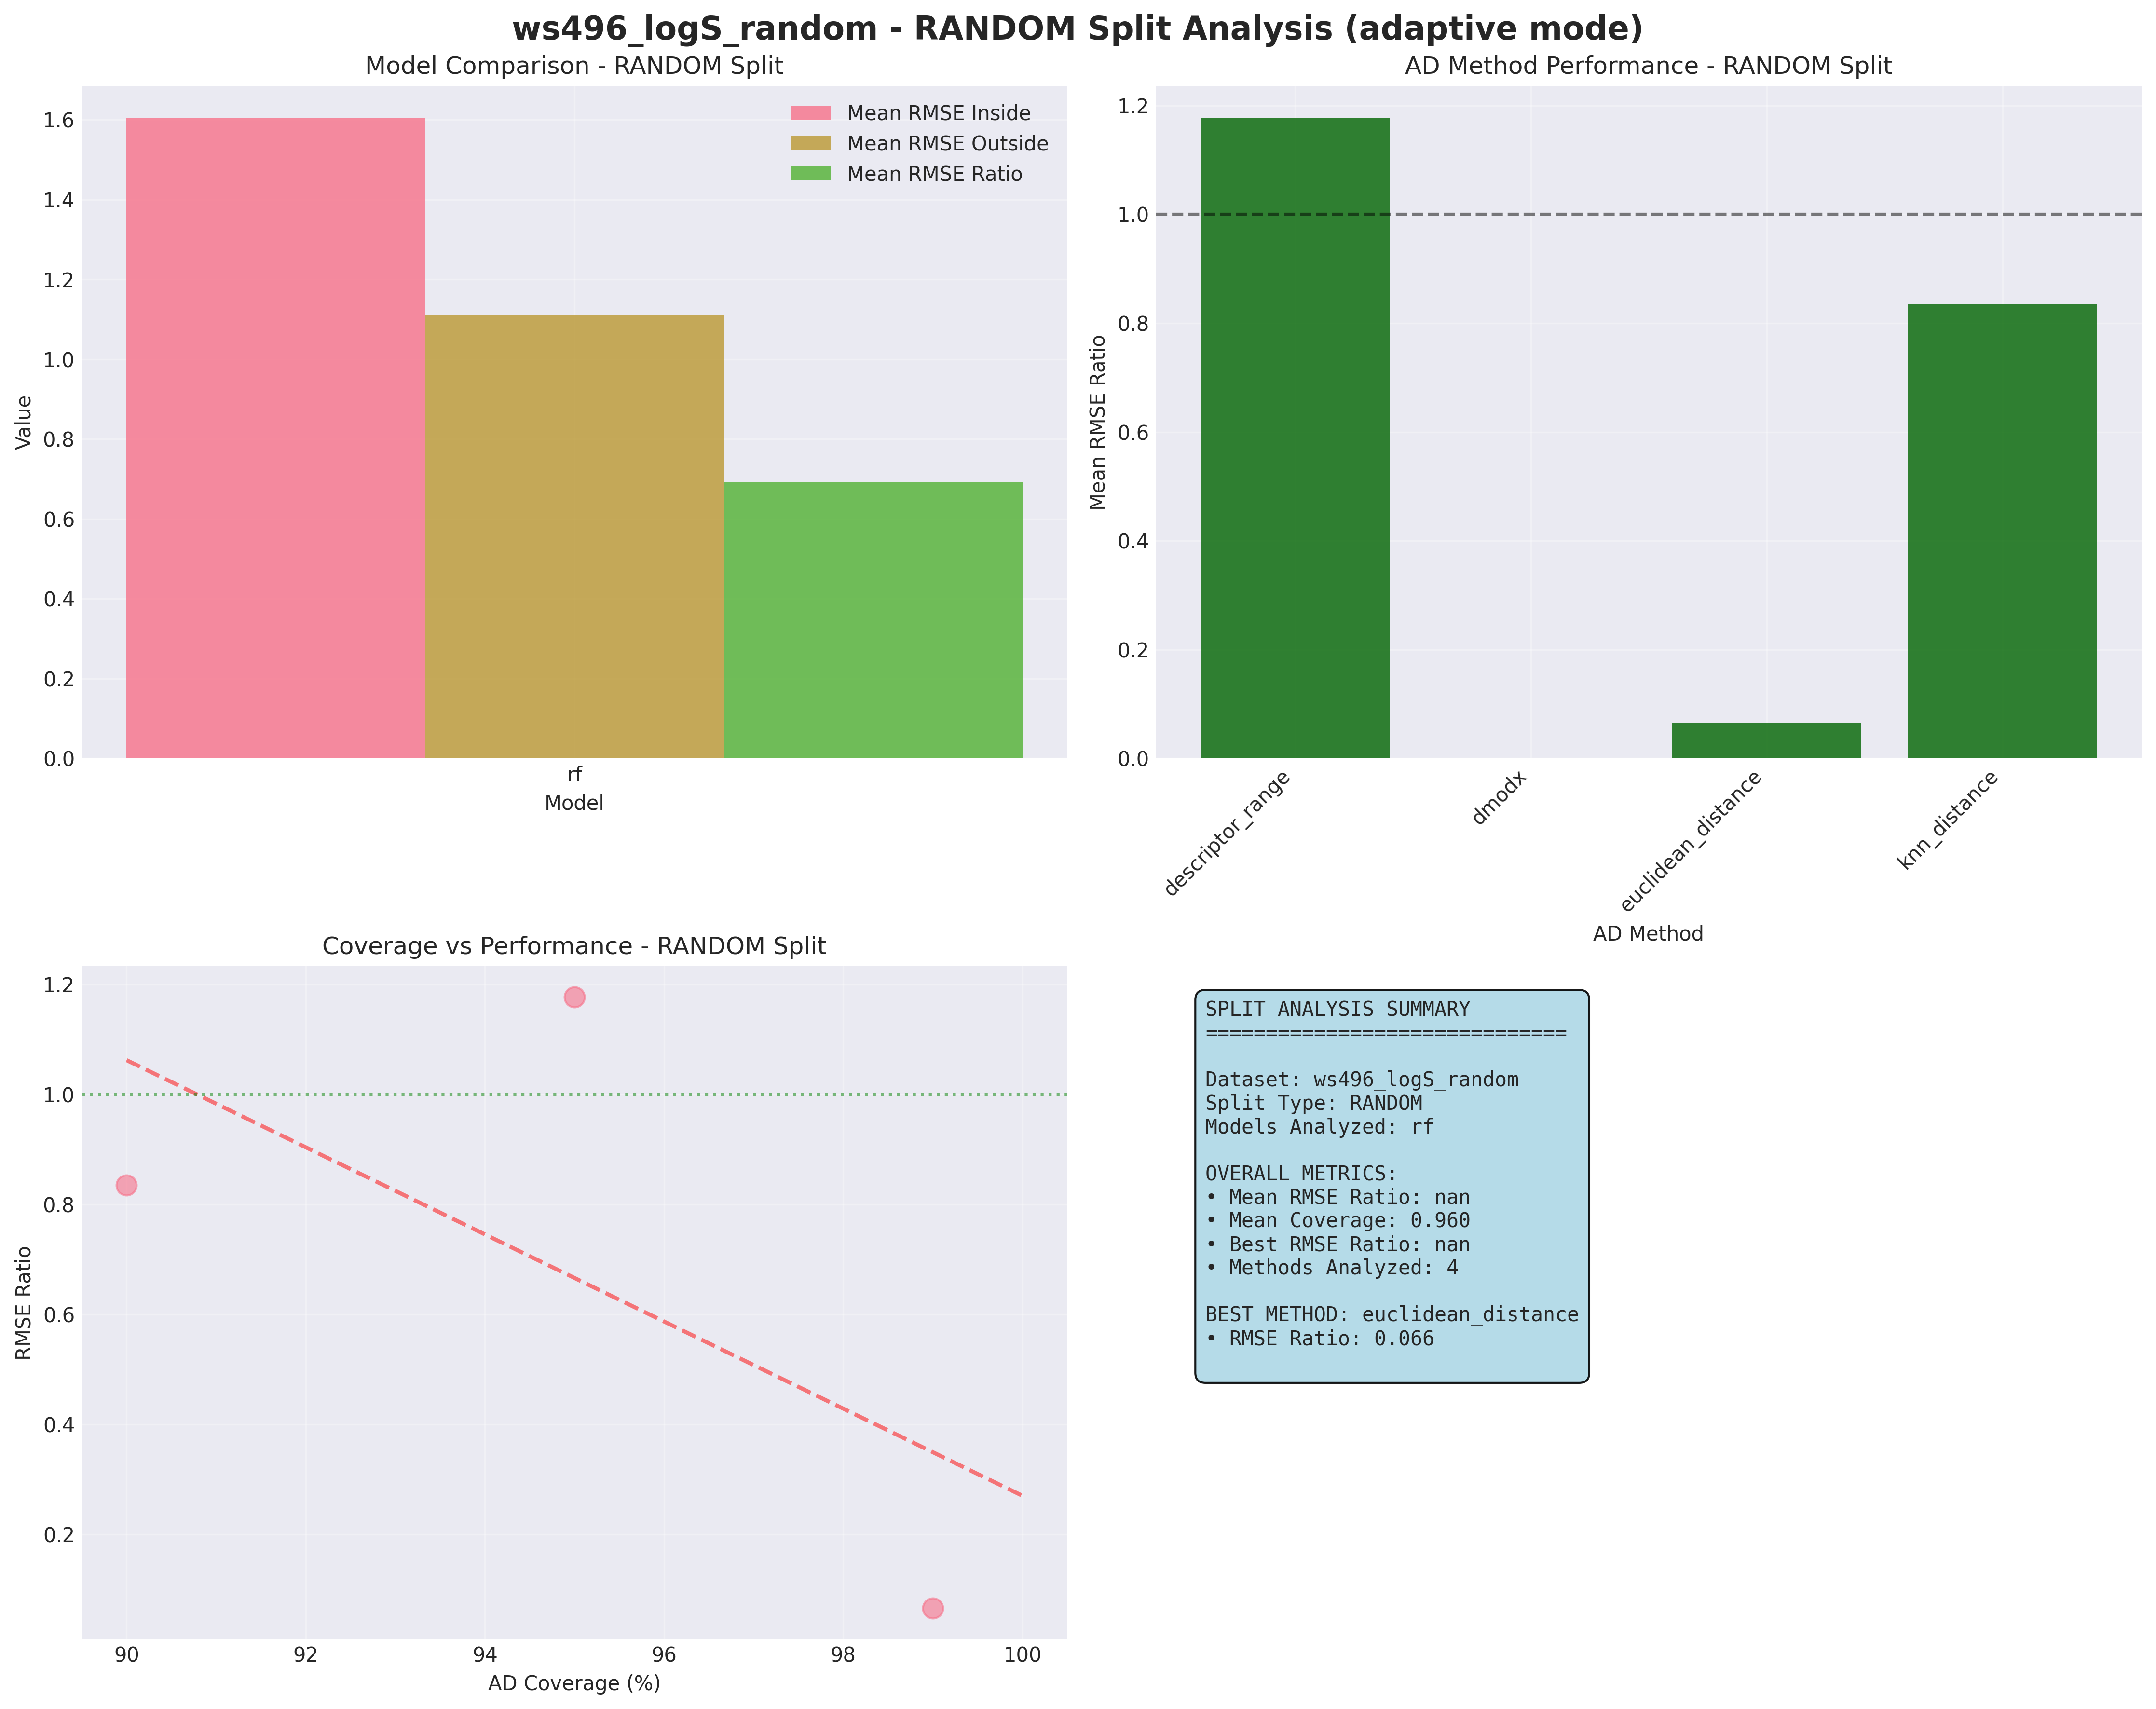 ws496_logS_random - RANDOM Split Analysis (adaptive mode)
Model Comparison - RANDOM Split
Mean RMSE Inside
Mean RMSE Outside
Mean RMSE Ratio
Value
1.6
1.4
1.2
1.0
0.8
0.6
0.4
0.2
0.0
rf
Model
AD Method Performance - RANDOM Split
Mean RMSE Ratio
1.2
1.0
0.8
0.6
0.4
0.2
0.0
descriptor_range
dmodx
euclidean_distance
knn_distance
AD Method
Coverage vs Performance - RANDOM Split
RMSE Ratio
1.2
1.0
0.8
0.6
0.4
0.2
90
92
94
96
98
100
AD Coverage (%)
SPLIT ANALYSIS SUMMARY
==============================
Dataset: ws496_logS_random
Split Type: RANDOM
Models Analyzed: rf
OVERALL METRICS:
• Mean RMSE Ratio: nan
• Mean Coverage: 0.960
• Best RMSE Ratio: nan
• Methods Analyzed: 4
BEST METHOD: euclidean_distance
• RMSE Ratio: 0.066